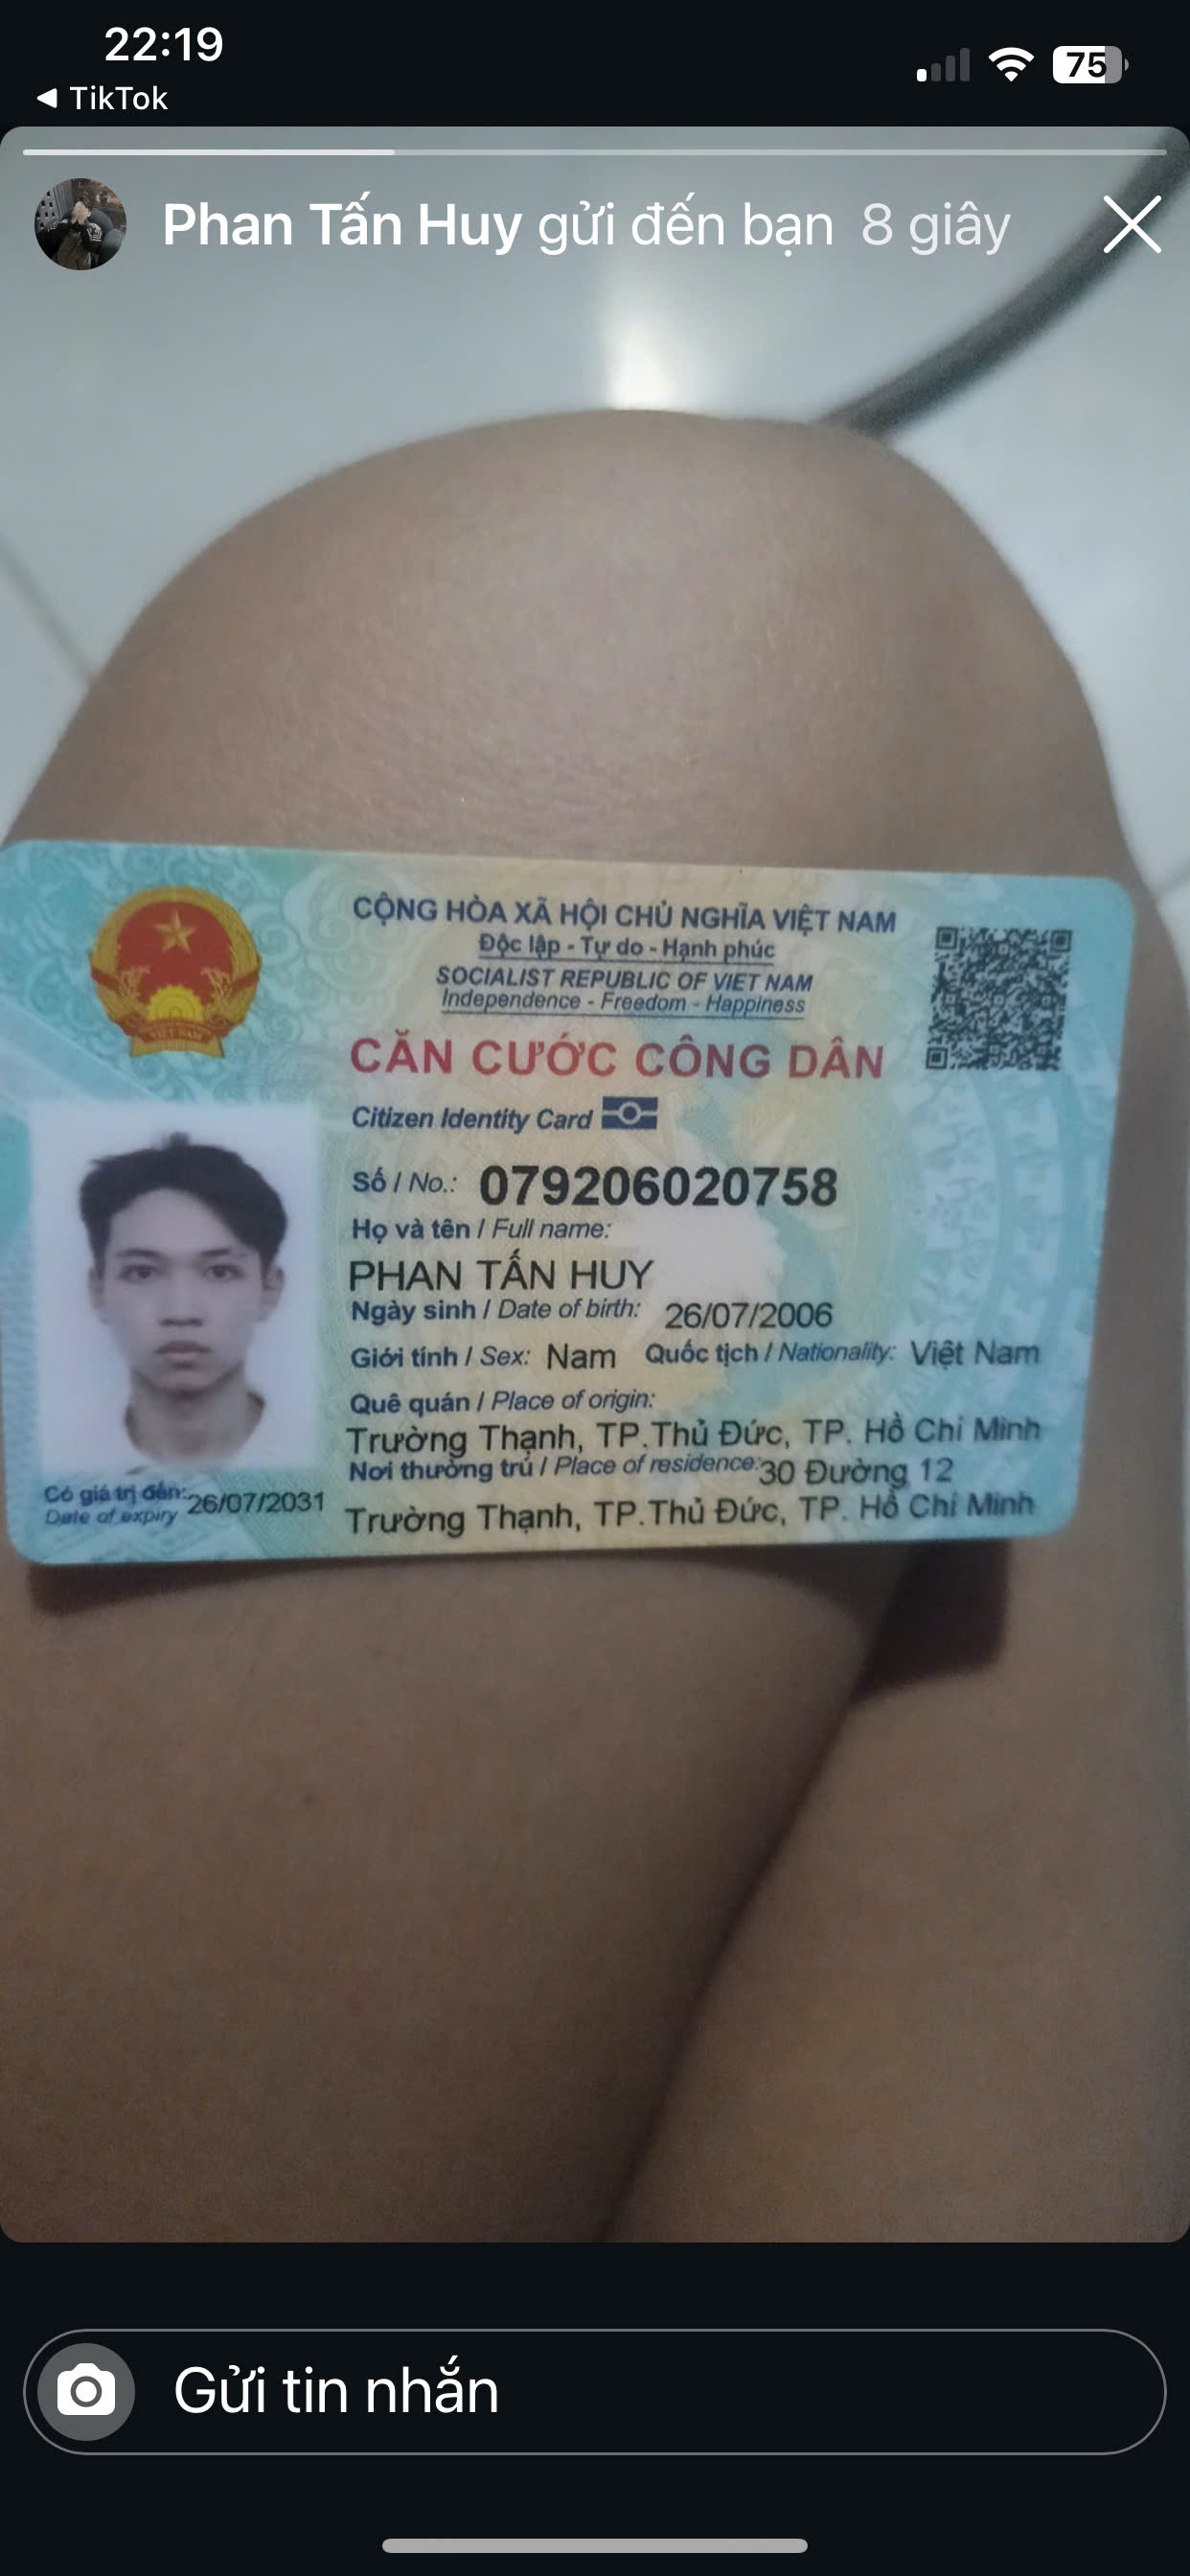 22:19
75
◀ TikTok
Phan Tấn Huy gửi đến bạn 8 giây
CỘNG HÒA XÃ HỘI CHỦ NGHĨA VIỆT NAM
Độc lập - Tự do - Hạnh phúc
SOCIALIST REPUBLIC OF VIET NAM
Independence - Freedom - Happiness
VIỆT NAM
CĂN CƯỚC CÔNG DÂN
Citizen Identity Card
Số / No.: 079206020758
Họ và tên / Full name:
PHAN TẤN HUY
Ngày sinh / Date of birth: 26/07/2006
Giới tính / Sex: Nam Quốc tịch / Nationality: Việt Nam
Quê quán / Place of origin:
Trường Thạnh, TP.Thủ Đức, TP. Hồ Chí Minh
Nơi thường trú / Place of residence: 30 Đường 12
Trường Thạnh, TP.Thủ Đức, TP. Hồ Chí Minh
Có giá trị đến: 26/07/2031
Date of expiry
Gửi tin nhắn